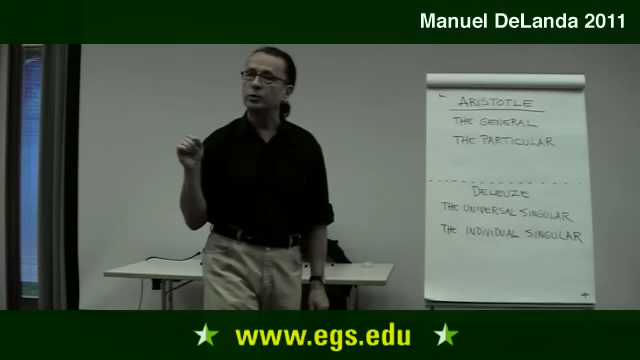 Manuel DeLanda 2011
ARISTOTLE
THE GENERAL
THE PARTICULAR
DELEUZE
THE UNIVERSAL SINGULAR
THE INDIVIDUAL SINGULAR
www.egs.edu